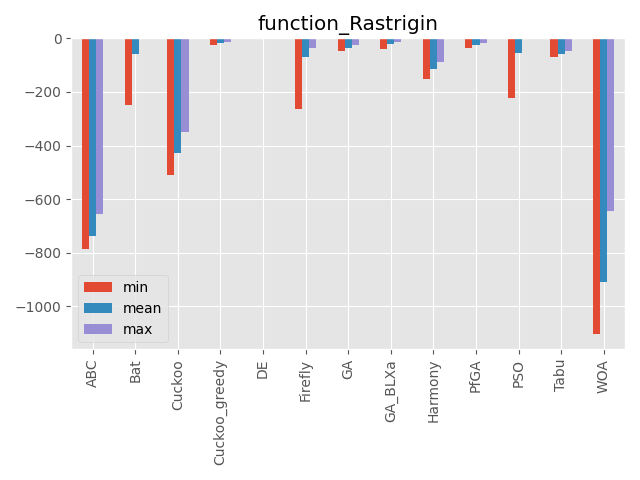 function_Rastrigin
0
−200
−400
−600
−800
−1000
min
mean
max
ABC
Bat
Cuckoo
Cuckoo_greedy
DE
Firefly
GA
GA_BLXa
Harmony
PfGA
PSO
Tabu
WOA